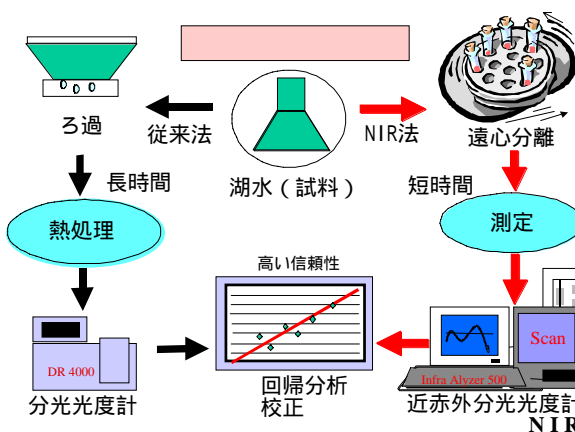 ろ過
従来法
NIR法
遠心分離
湖水（試料）
長時間
短時間
熱処理
測定
高い信頼性
DR 4000
Scan
Infra Alyzer 500
回帰分析
校正
分光光度計
近赤外分光光度計
NIR